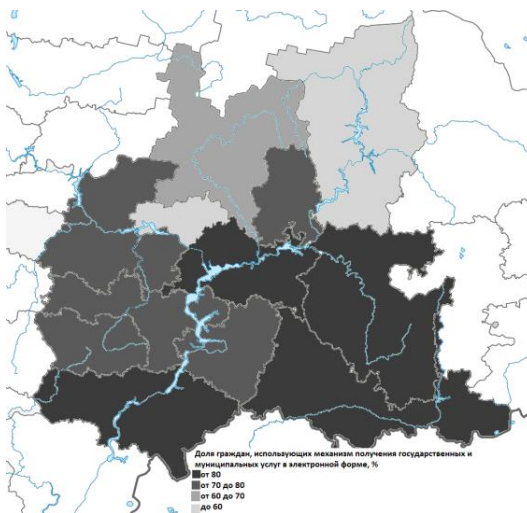 Доля граждан, использующих механизм получения государственных и
муниципальных услуг в электронной форме, %
от 80
от 70 до 80
от 60 до 70
до 60